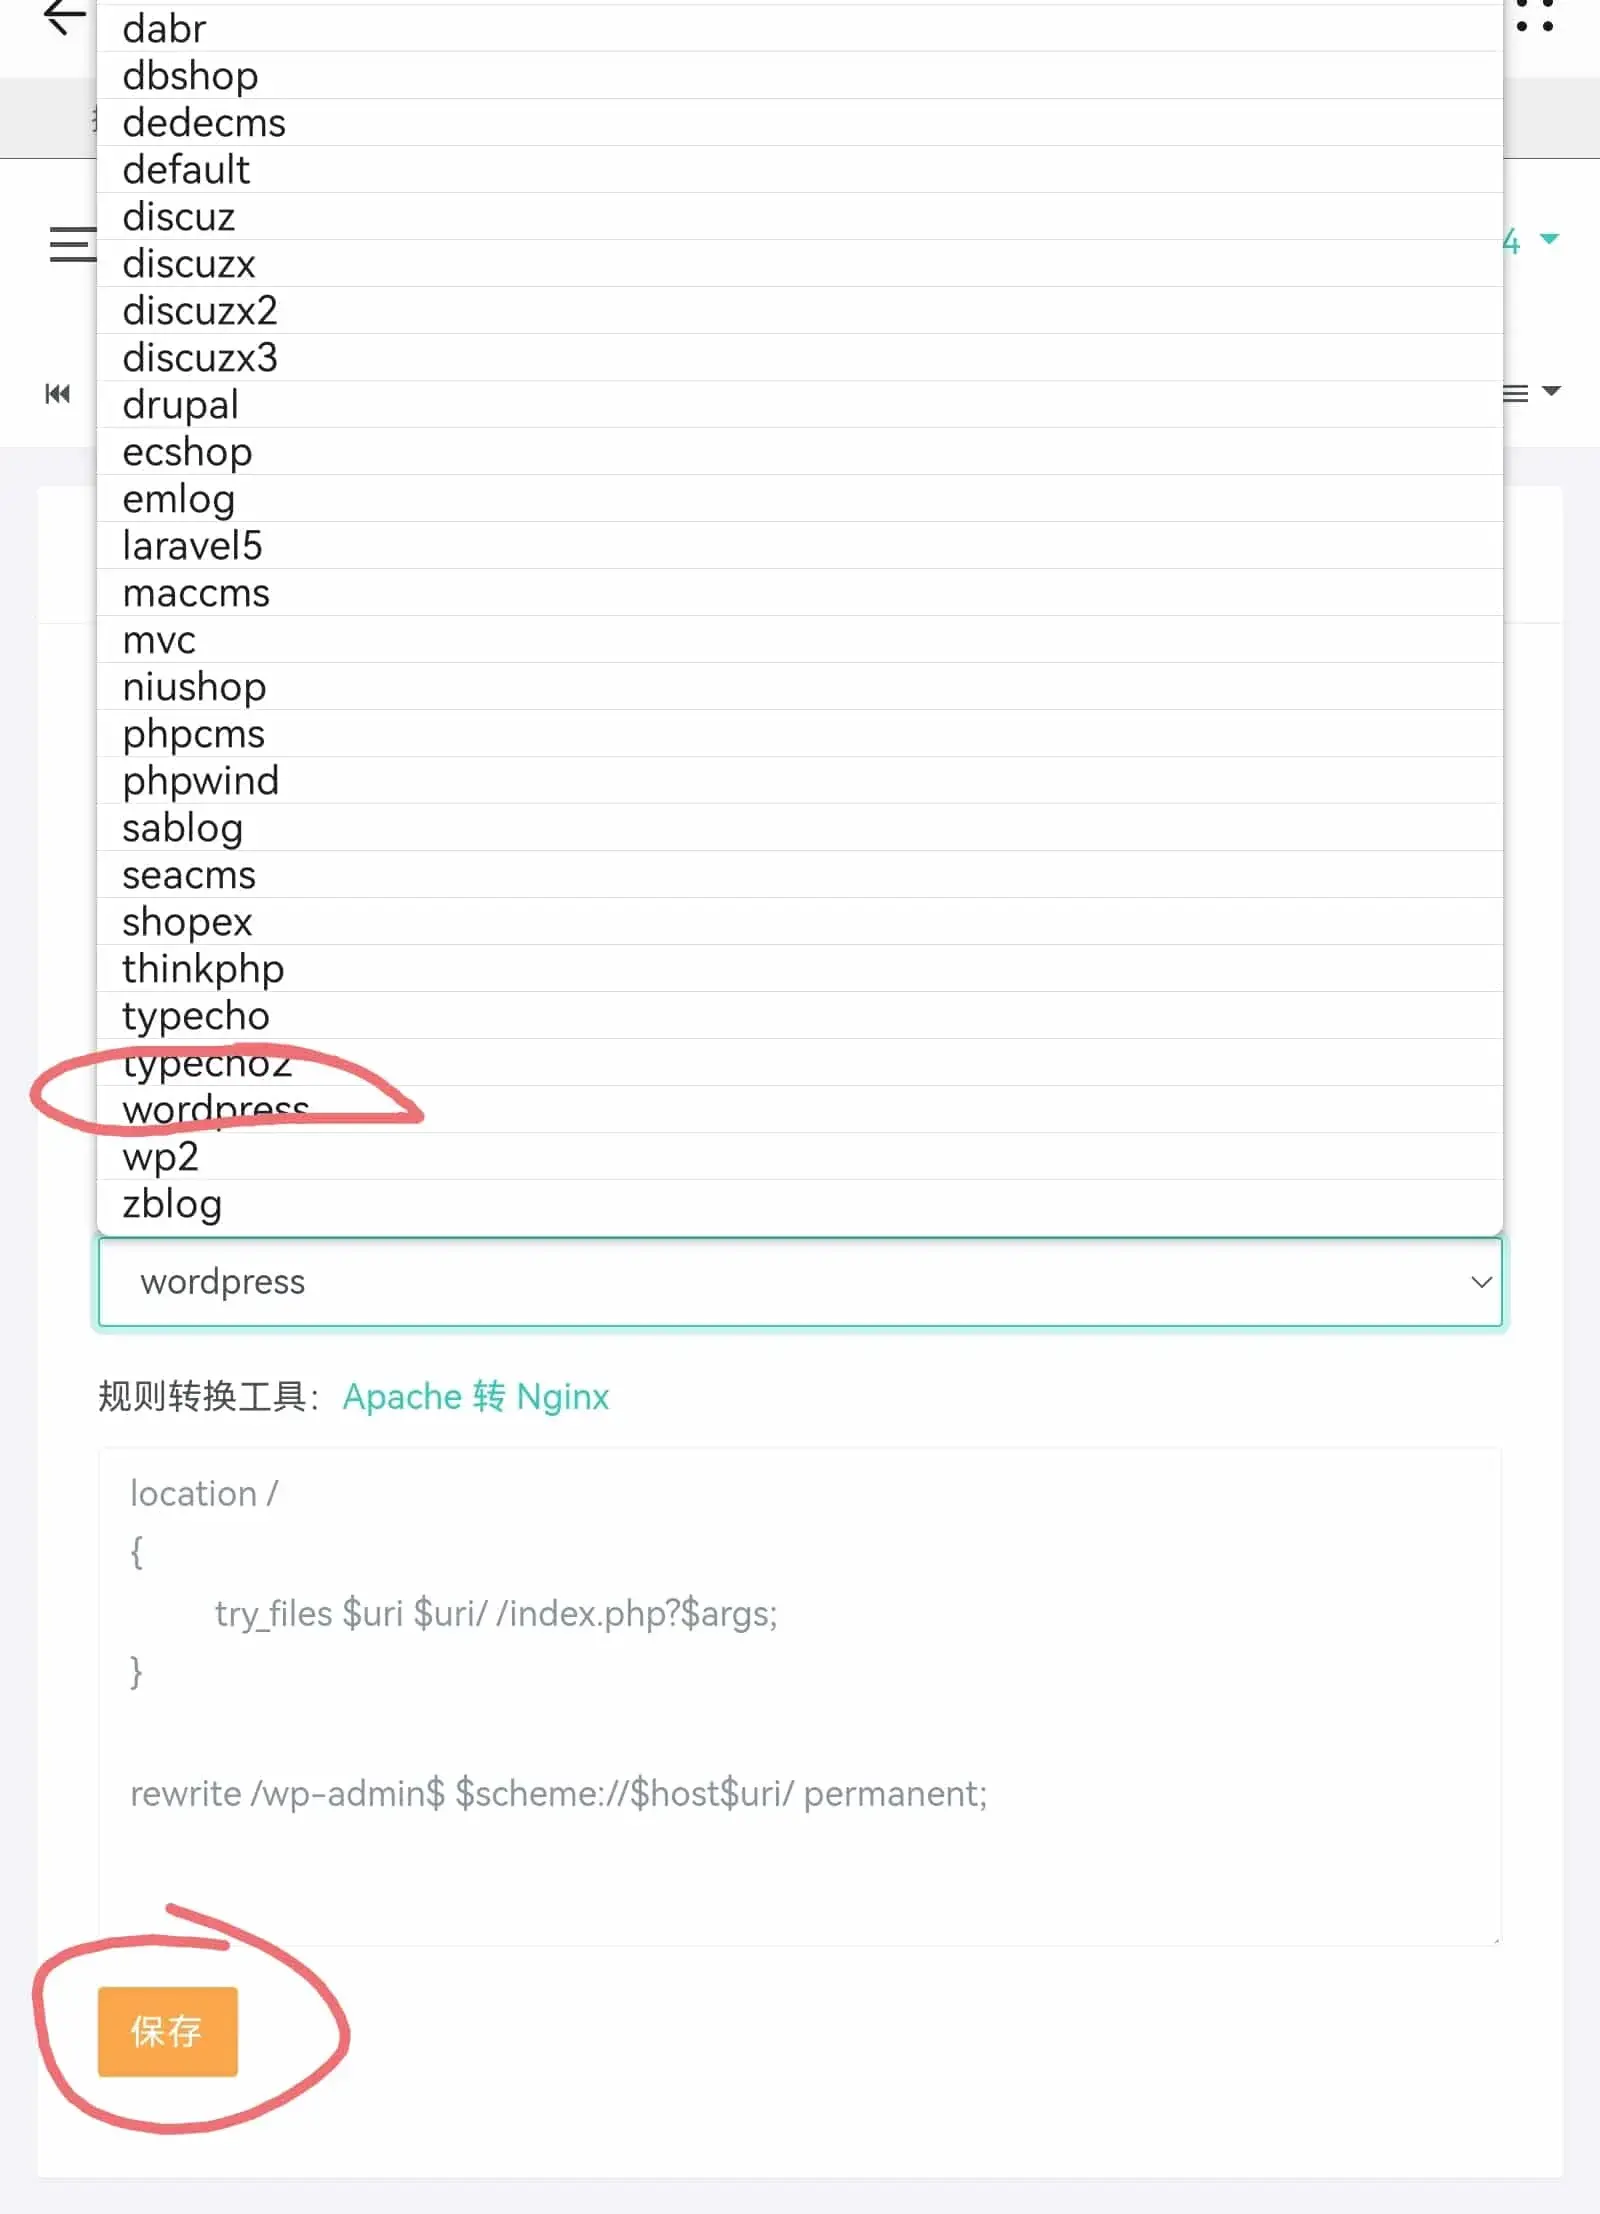 dabr
dbshop
dedecms
default
discuz
4
discuzx
discuzx2
discuzx3
drupal
ecshop
emlog
laravel5
maccms
mvc
niushop
phpcms
phpwind
sablog
seacms
shopex
thinkphp
typecho
typecho2
wordpress
wp2
zblog
wordpress
规则转换工具： Apache 转 Nginx
location /
{
try_files $uri $uri/ /index.php?$args;
}
rewrite /wp-admin$ $scheme://$host$uri/ permanent;
保存